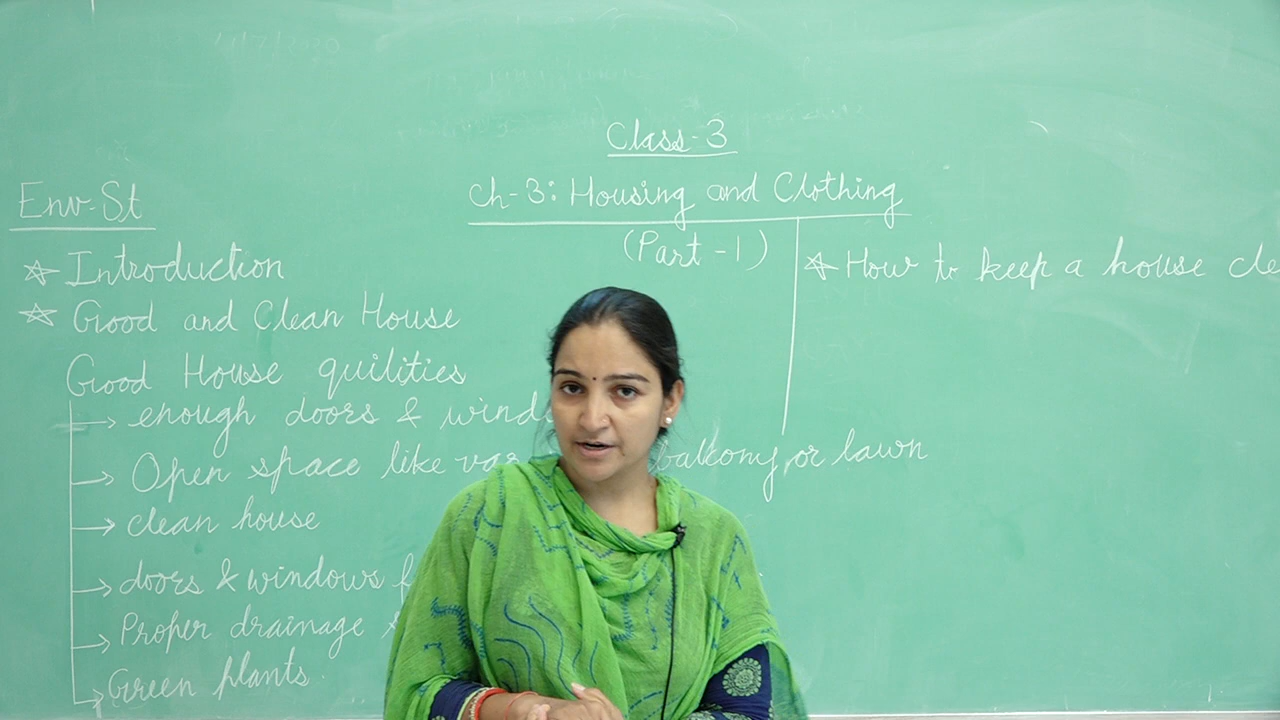 Class-3
Env. St
Ch-3: Housing and Clothing
(Part-1)
Introduction
Good and Clean House
Good House quilities
enough doors &
Open space like balkony, or lawn
clean house
doors & windows
Proper drainage
Green plants
How to keep a house